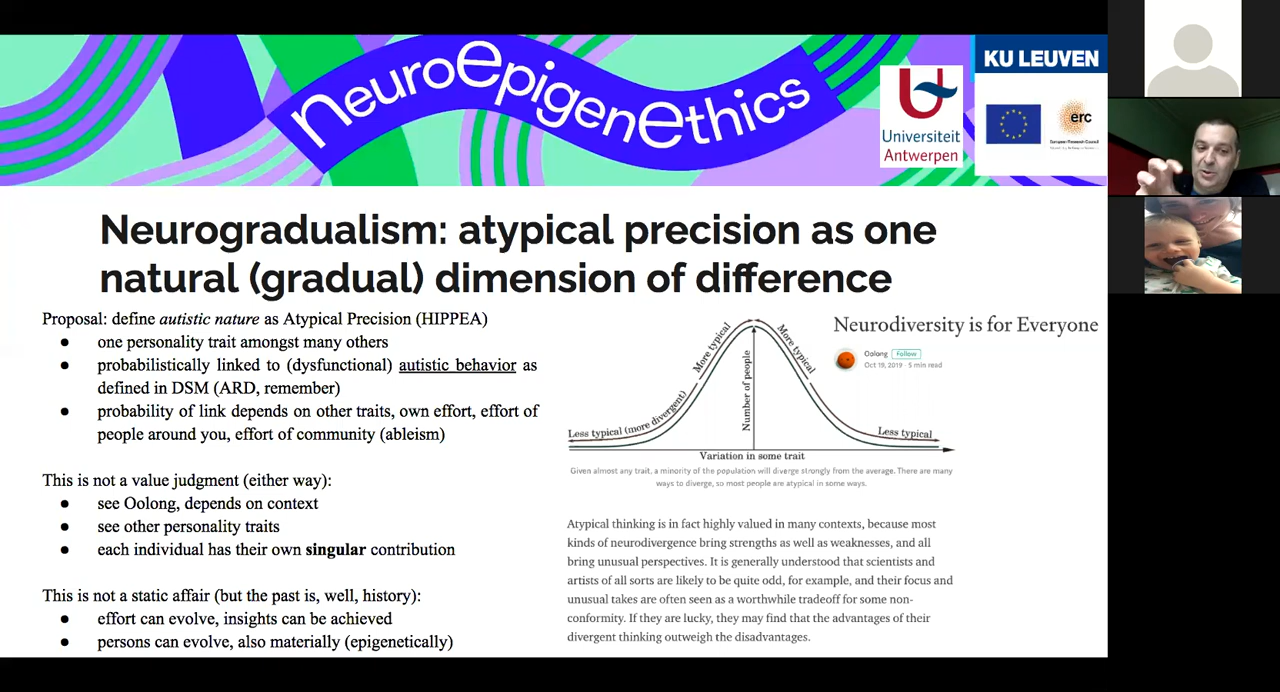 neuroEpigenEthics
Universiteit
Antwerpen
KU LEUVEN
erc
European Research Council
Neurogradualism: atypical precision as one
natural (gradual) dimension of difference
Proposal: define autistic nature as Atypical Precision (HIPPEA)
● one personality trait amongst many others
● probabilistically linked to (dysfunctional) autistic behavior as
defined in DSM (ARD, remember)
● probability of link depends on other traits, own effort, effort of
people around you, effort of community (ableism)
This is not a value judgment (either way):
● see Oolong, depends on context
● see other personality traits
● each individual has their own singular contribution
This is not a static affair (but the past is, well, history):
● effort can evolve, insights can be achieved
● persons can evolve, also materially (epigenetically)
Neurodiversity is for Everyone
Oolong Follow
Oct 19, 2019 · 5 min read
More typical
More typical
Number of people
Less typical (more divergent)
Less typical
Variation in some trait
Given almost any trait, a minority of the population will diverge strongly from the average. There are many
ways to diverge, so most people are atypical in some ways.
Atypical thinking is in fact highly valued in many contexts, because most
kinds of neurodivergence bring strengths as well as weaknesses, and all
bring unusual perspectives. It is generally understood that scientists and
artists of all sorts are likely to be quite odd, for example, and their focus and
unusual takes are often seen as a worthwhile tradeoff for some non-
conformity. If they are lucky, they may find that the advantages of their
divergent thinking outweigh the disadvantages.